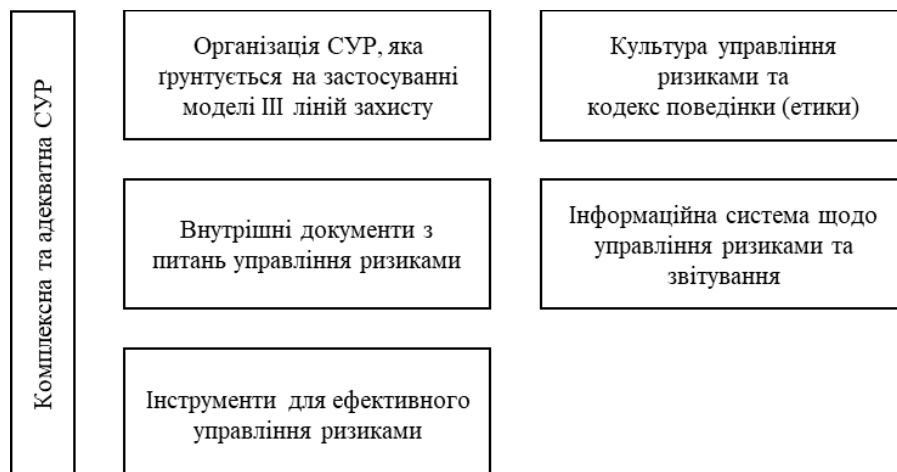 Комплексна та адекватна СУР
Організація СУР, яка
ґрунтується на застосуванні
моделі ІІІ ліній захисту
Культура управління
ризиками та
кодекс поведінки (етики)
Внутрішні документи з
питань управління ризиками
Інформаційна система щодо
управління ризиками та
звітування
Інструменти для ефективного
управління ризиками